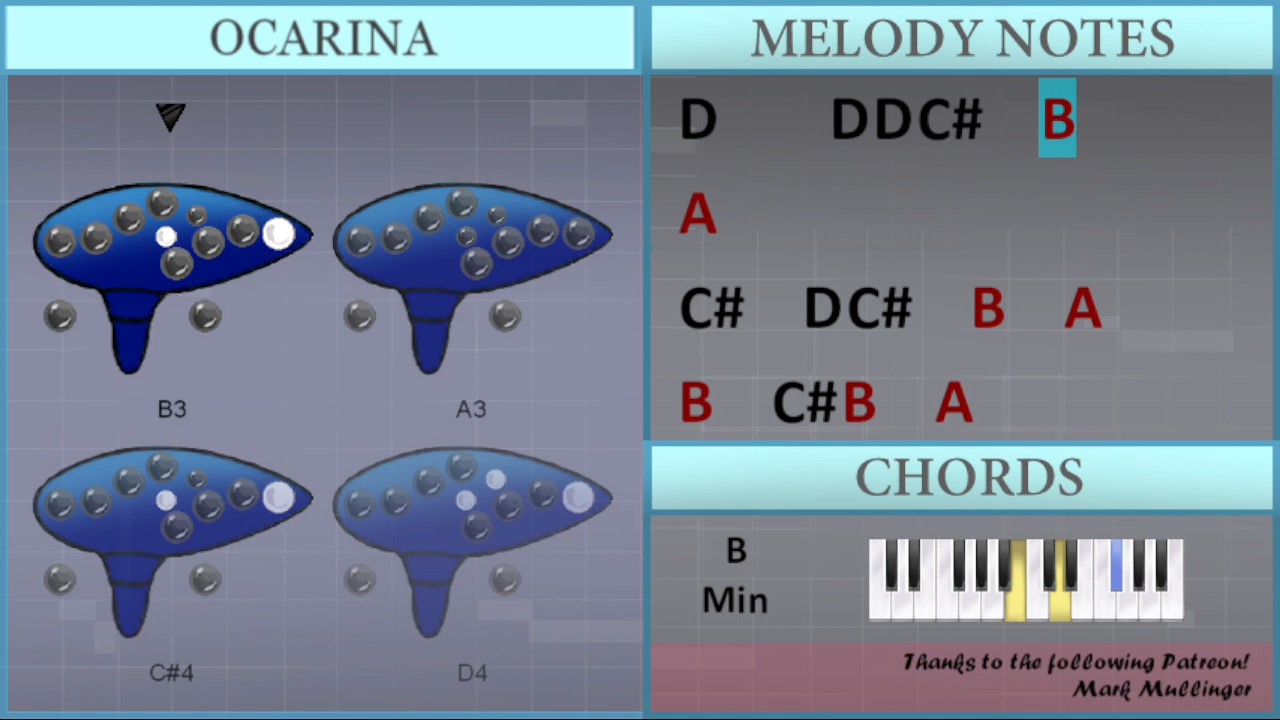 OCARINA
B3
A3
C#4
D4
MELODY NOTES
D DDC# B
A
C# DC# B A
B C#B A
CHORDS
B
Min
Thanks to the following Patreon!
Mark Mullinger